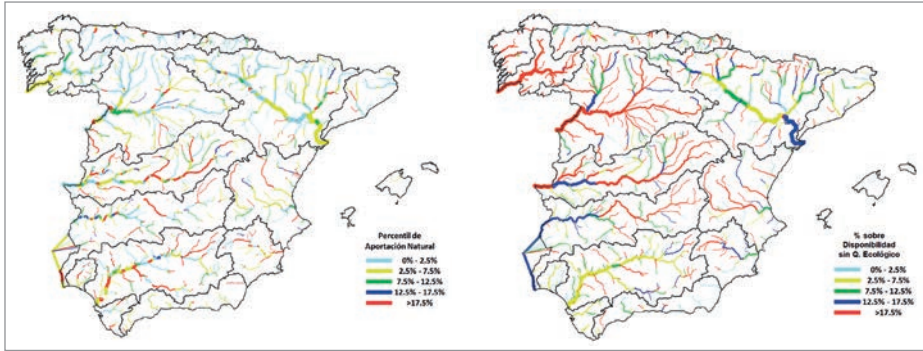 Percentil de
Aportación Natural
0% - 2.5%
2.5% - 7.5%
7.5% - 12.5%
12.5% - 17.5%
>17.5%
% sobre
Disponibilidad
sin Q. Ecológico
0% - 2.5%
2.5% - 7.5%
7.5% - 12.5%
12.5% - 17.5%
>17.5%